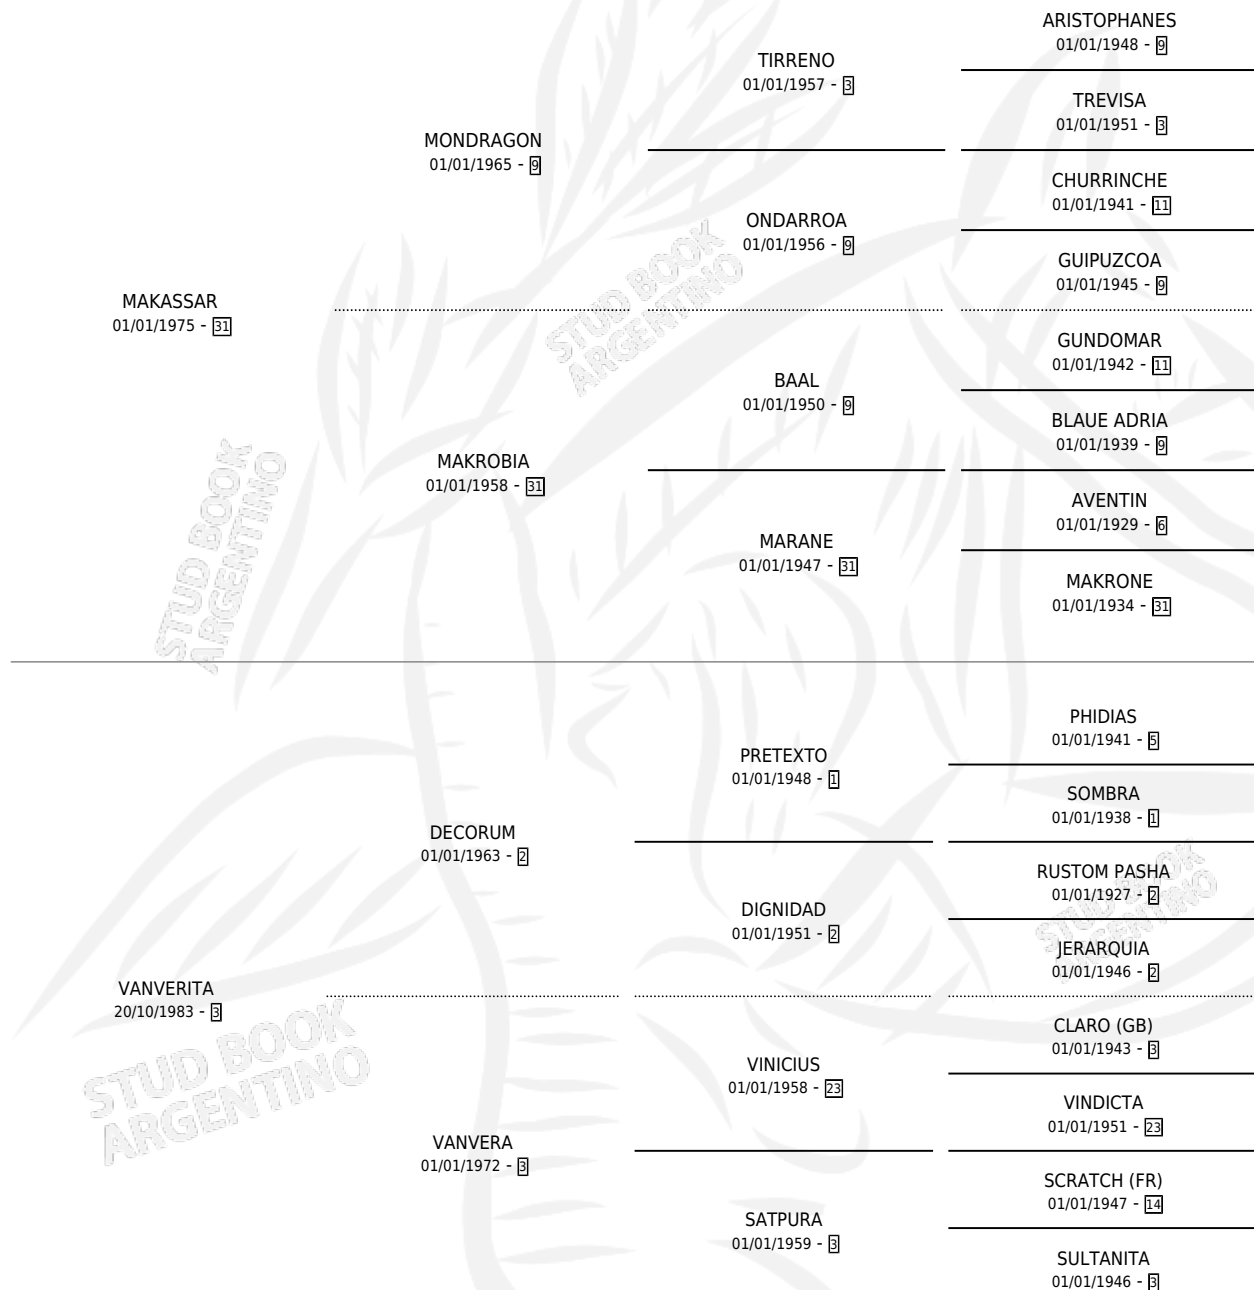 ARISTOPHANES
01/01/1948 - 9
TIRRENO
01/01/1957 - 3
TREVISA
01/01/1951 - 3
MONDRAGON
01/01/1965 - 9
CHURRINCHE
01/01/1941 - 11
ONDARROA
01/01/1956 - 9
GUIPUZCOA
01/01/1945 - 9
MAKASSAR
01/01/1975 - 31
STUD BOOK
ARGENTINO
GUNDOMAR
01/01/1942 - 11
BAAL
01/01/1950 - 9
BLAUE ADRIA
01/01/1939 - 9
MAKROBIA
01/01/1958 - 31
AVENTIN
01/01/1929 - 6
MARANE
01/01/1947 - 31
MAKRONE
01/01/1934 - 31
STUD BOOK
ARGENTINO
PHIDIAS
01/01/1941 - 5
PRETEXTO
01/01/1948 - 1
SOMBRA
01/01/1938 - 1
DECORUM
01/01/1963 - 2
RUSTOM PASHA
01/01/1927 - 2
DIGNIDAD
01/01/1951 - 2
JERARQUIA
01/01/1946 - 2
STUD BOOK
ARGENTINO
VANVERITA
20/10/1983 - 3
CLARO (GB)
01/01/1943 - 3
VINICIUS
01/01/1958 - 23
VINDICTA
01/01/1951 - 23
STUD BOOK
ARGENTINO
VANVERA
01/01/1972 - 3
SCRATCH (FR)
01/01/1947 - 14
SATPURA
01/01/1959 - 3
SULTANITA
01/01/1946 - 3